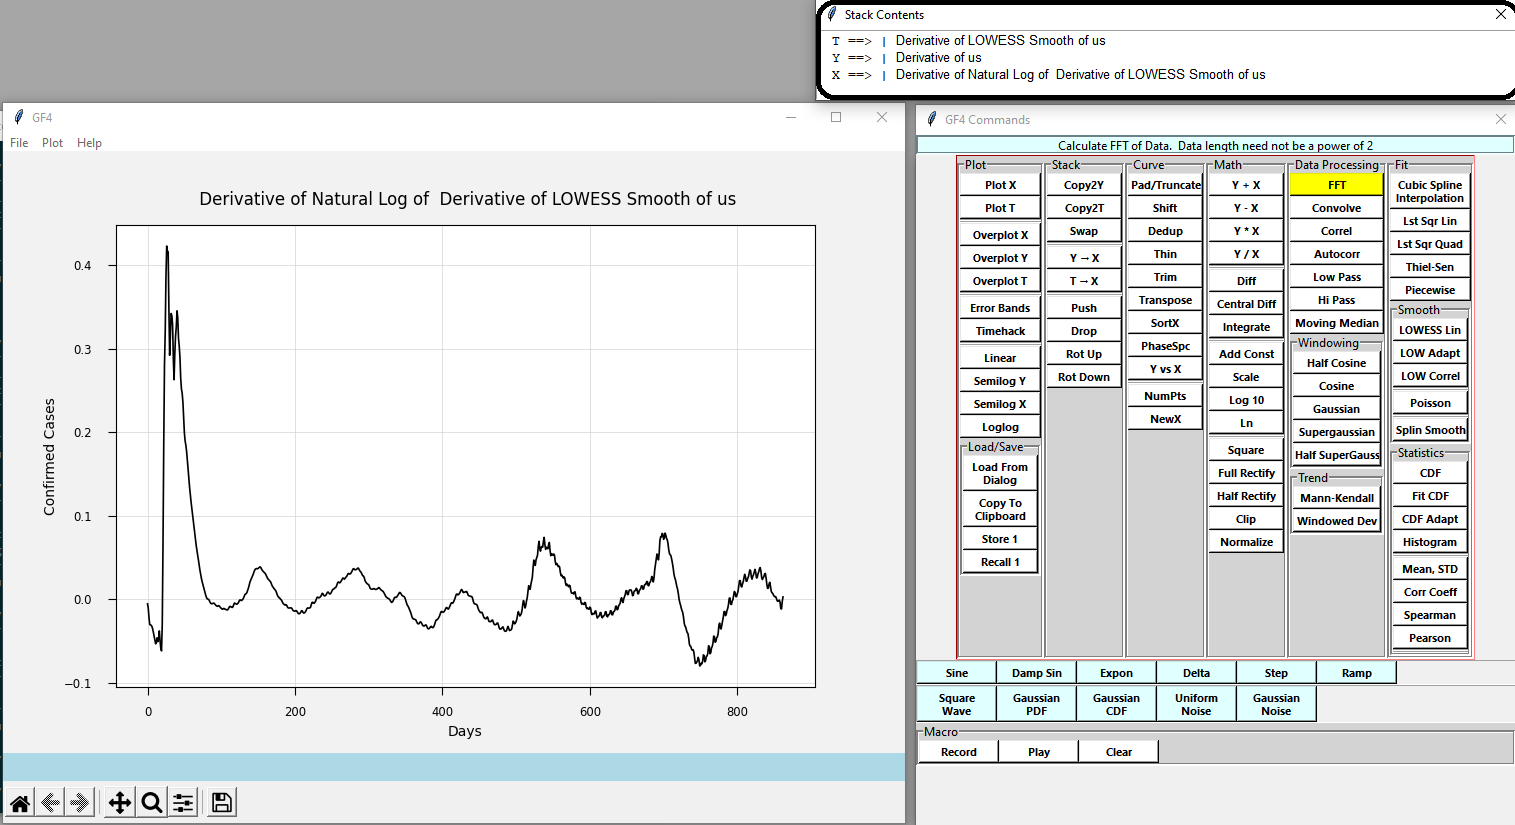 Stack Contents
T ==> | Derivative of LOWESS Smooth of us
Y ==> | Derivative of us
X ==> | Derivative of Natural Log of  Derivative of LOWESS Smooth of us
GF4
File Plot Help
Derivative of Natural Log of  Derivative of LOWESS Smooth of us
Confirmed Cases
0.4
0.3
0.2
0.1
0.0
−0.1
0 200 400 600 800
Days
GF4 Commands
Calculate FFT of Data.  Data length need not be a power of 2
Plot
Plot X
Plot T
Overplot X
Overplot Y
Overplot T
Error Bands
Timehack
Linear
Semilog Y
Semilog X
Loglog
Load/Save
Load From
Dialog
Copy To
Clipboard
Store 1
Recall 1
Stack
Copy2Y
Copy2T
Swap
Y → X
T → X
Push
Drop
Rot Up
Rot Down
Curve
Pad/Truncate
Shift
Dedup
Thin
Trim
Transpose
SortX
PhaseSpc
Y vs X
NumPts
NewX
Math
Y + X
Y - X
Y * X
Y / X
Diff
Central Diff
Integrate
Add Const
Scale
Log 10
Ln
Square
Full Rectify
Half Rectify
Clip
Normalize
Data Processing
FFT
Convolve
Correl
Autocorr
Low Pass
Hi Pass
Moving Median
Windowing
Half Cosine
Cosine
Gaussian
Supergaussian
Half SuperGauss
Trend
Mann-Kendall
Windowed Dev
Fit
Cubic Spline
Interpolation
Lst Sqr Lin
Lst Sqr Quad
Thiel-Sen
Piecewise
Smooth
LOWESS Lin
LOW Adapt
LOW Correl
Poisson
Splin Smooth
Statistics
CDF
Fit CDF
CDF Adapt
Histogram
Mean, STD
Corr Coeff
Spearman
Pearson
Sine Damp Sin Expon Delta Step Ramp
Square
Wave
Gaussian
PDF
Gaussian
CDF
Uniform
Noise
Gaussian
Noise
Macro
Record Play Clear